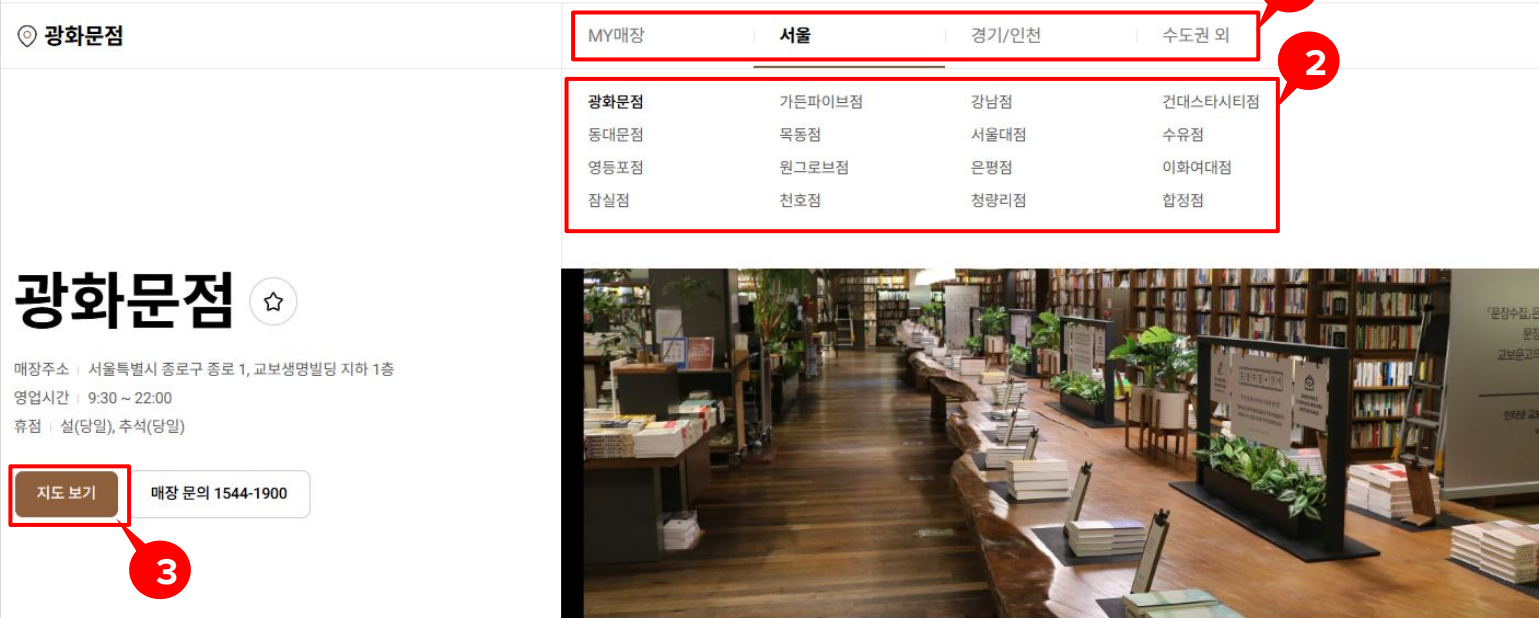 광화문점
MY매장 서울 경기/인천 수도권 외
2
광화문점 가든파이브점 강남점 건대스타시티점
동대문점 목동점 서울대점 수유점
영등포점 원그로브점 은평점 이화여대점
잠실점 천호점 청량리점 합정점
광화문점
매장주소 서울특별시 종로구 종로 1, 교보생명빌딩 지하 1층
영업시간 9:30 ~ 22:00
휴점 설(당일), 추석(당일)
지도 보기 매장 문의 1544-1900
3